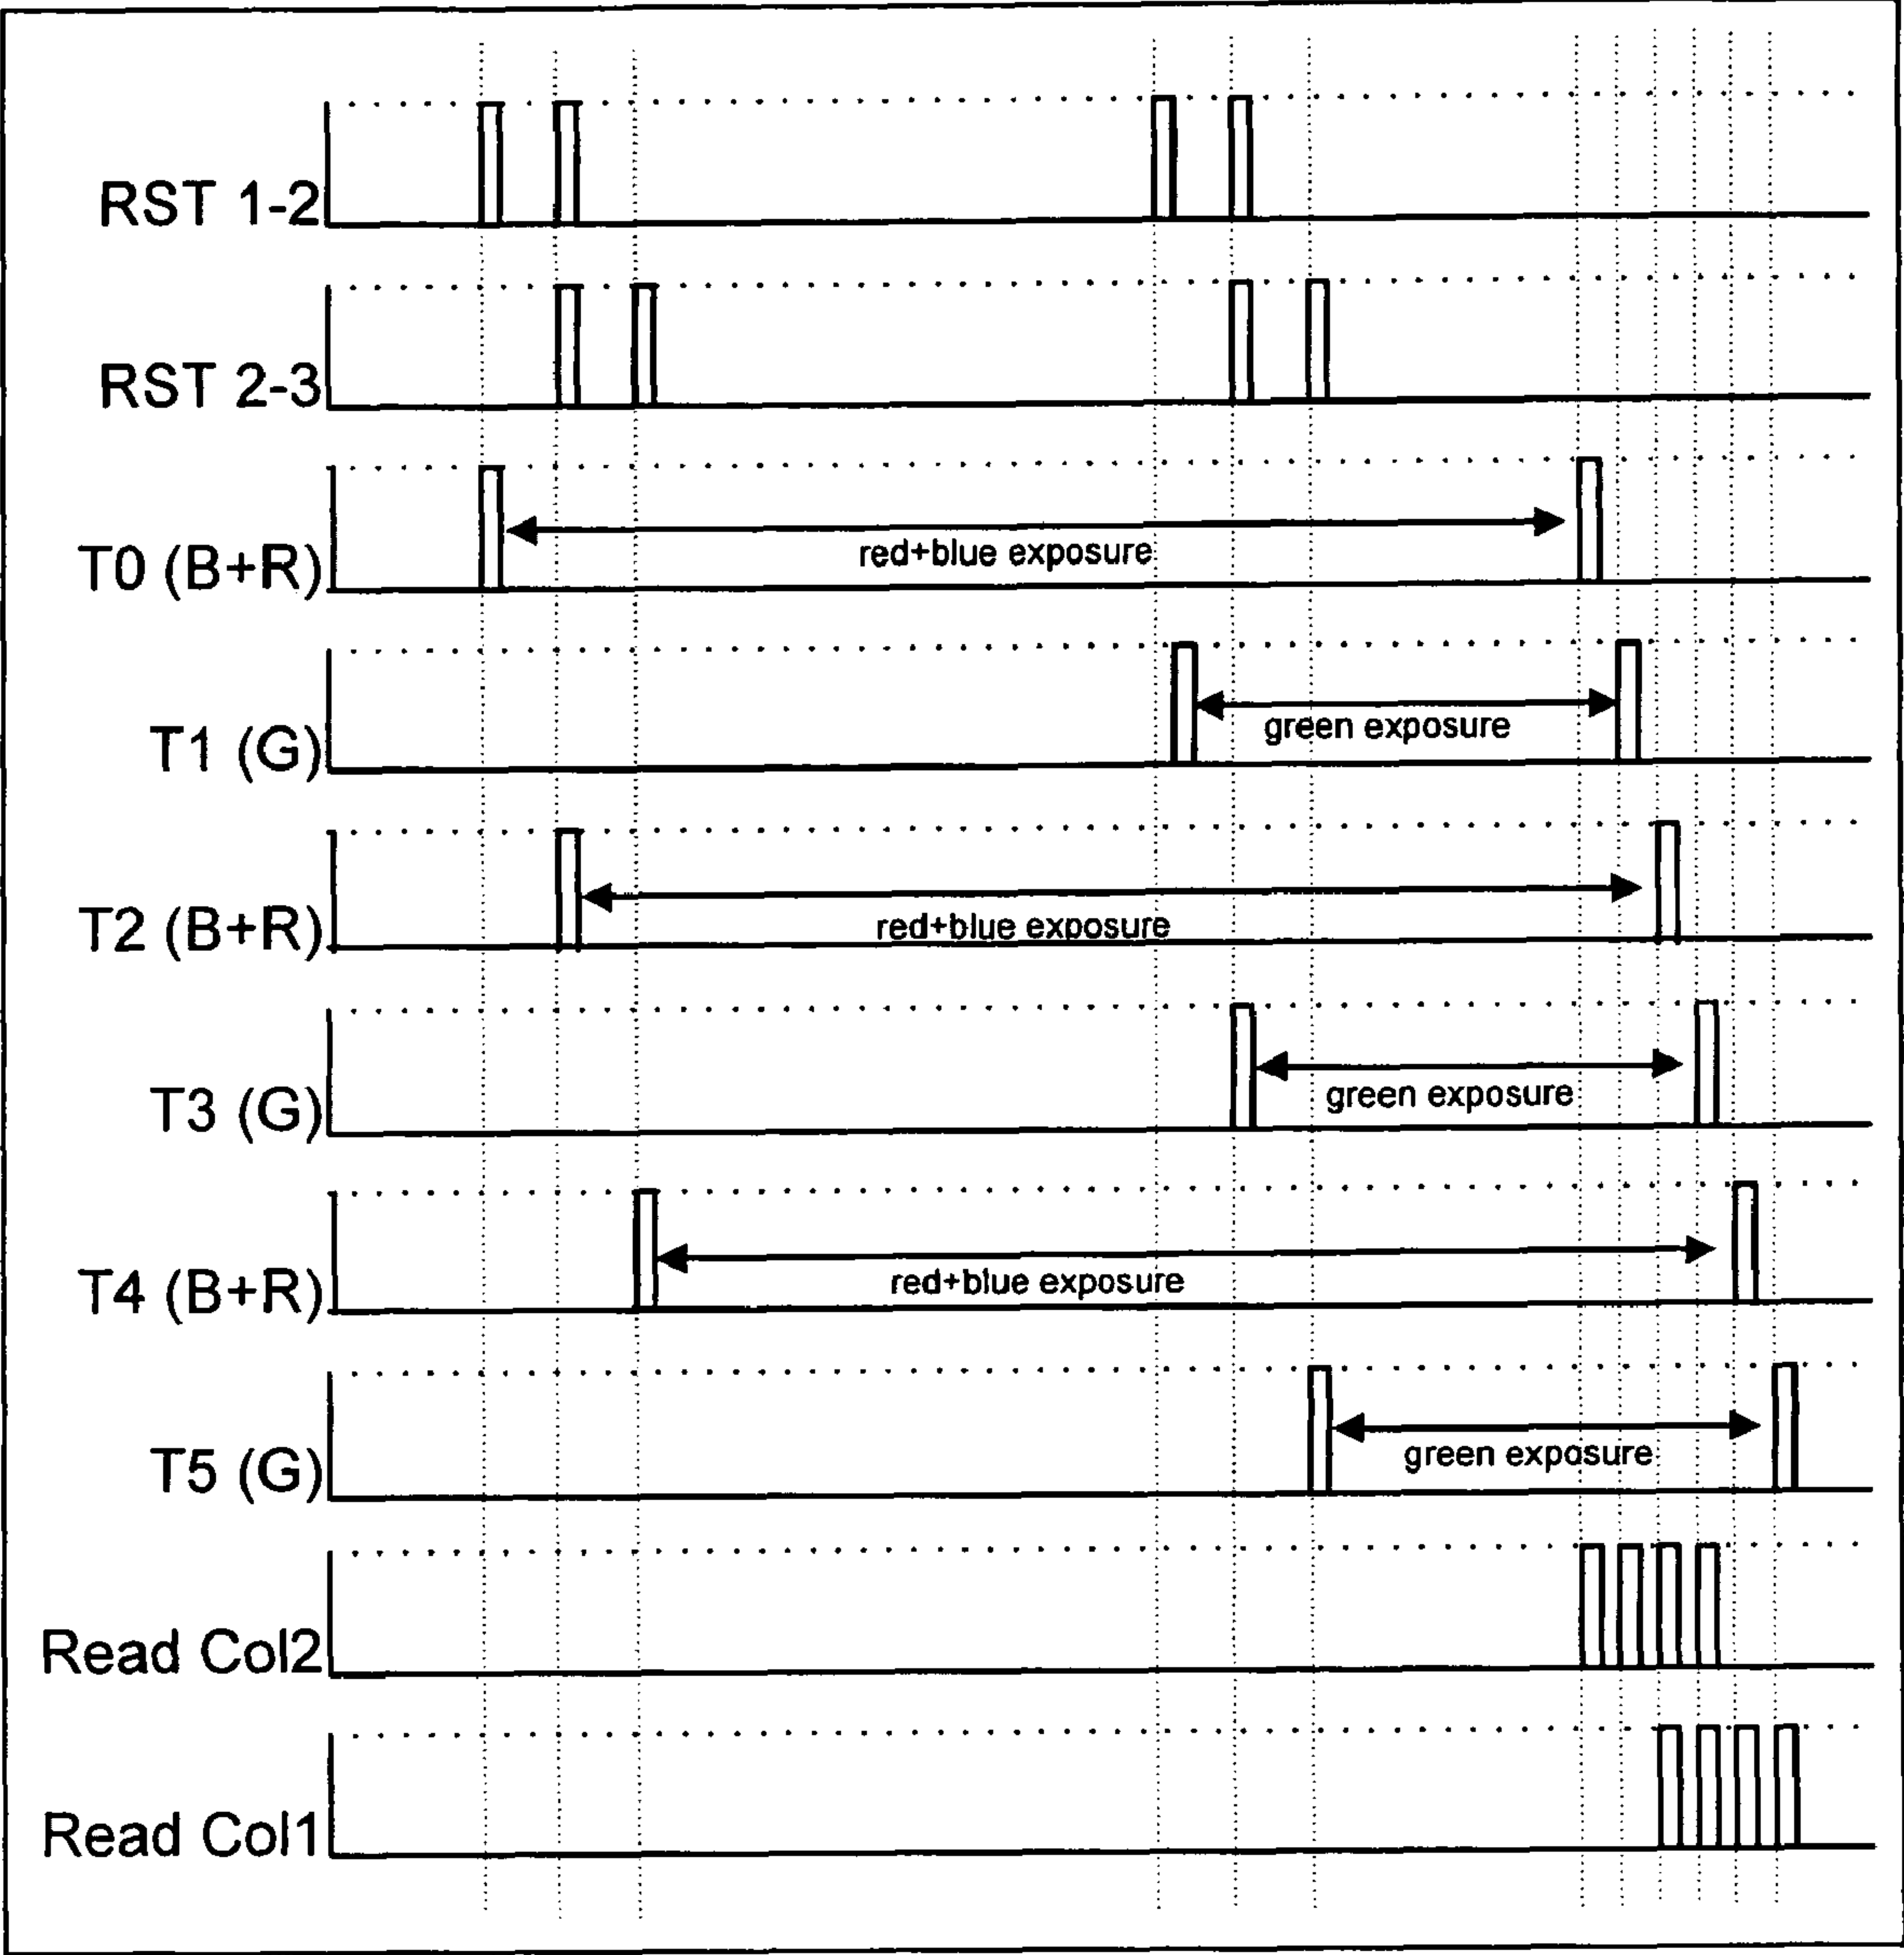 RST 1-2
RST 2-3
T0 (B+R)
red+blue exposure
T1 (G)
green exposure
T2 (B+R)
red+blue exposure
T3 (G)
green exposure
T4 (B+R)
red+blue exposure
T5 (G)
green exposure
Read Col2
Read Col1